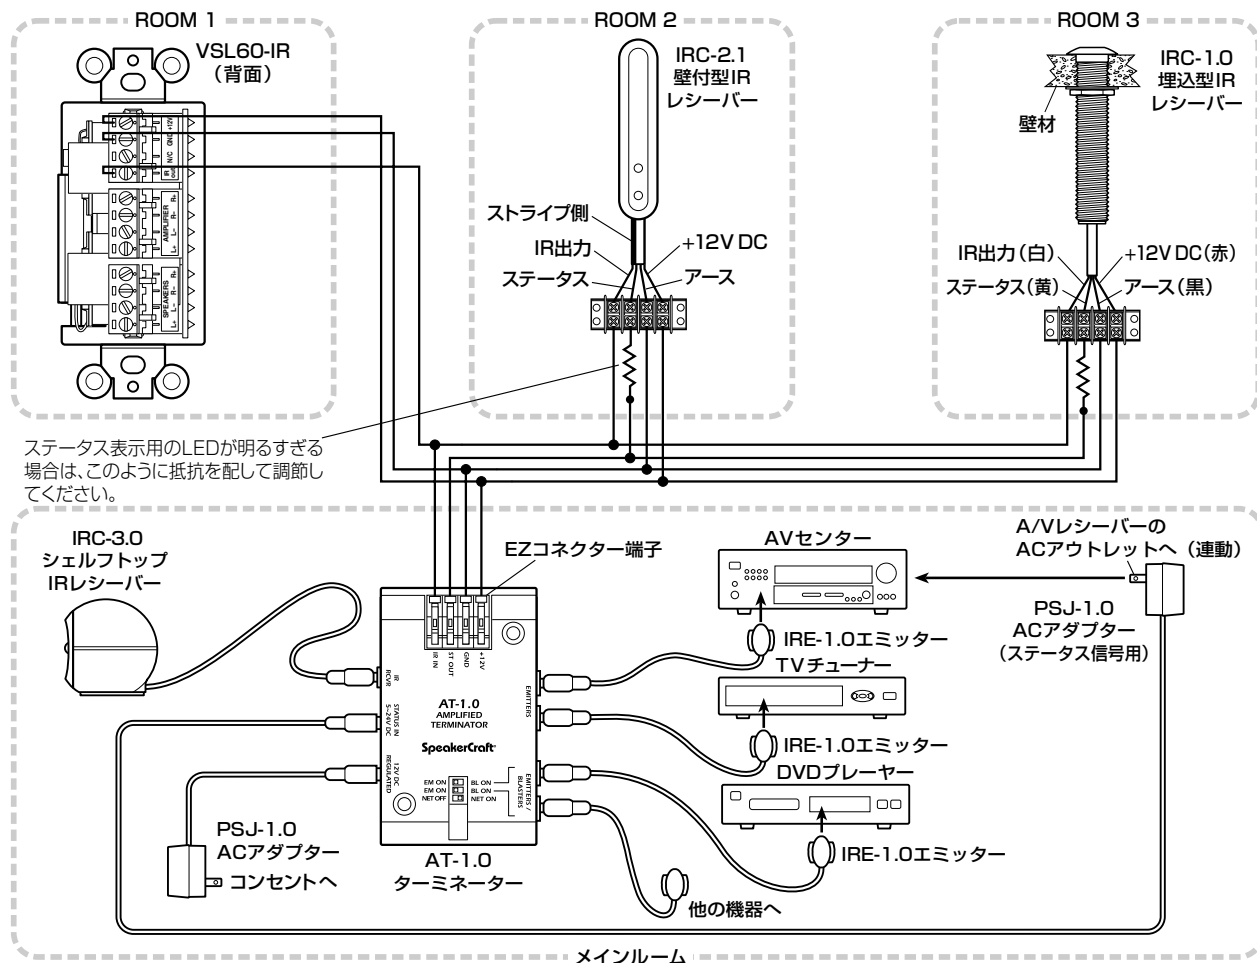 ROOM 1
VSL60-IR
（背面）
+12V
GND
N/C
IR OUT
R+
R-
L-
L+
AMPLIFIER
R+
R-
L-
L+
SPEAKERS
ROOM 2
IRC-2.1
壁付型IR
レシーバー
ストライプ側
IR出力
+12V DC
ステータス
アース
ROOM 3
IRC-1.0
埋込型IR
レシーバー
壁材
IR出力（白）
+12V DC（赤）
ステータス（黄）
アース（黒）
ステータス表示用のLEDが明るすぎる
場合は、このように抵抗を配して調節し
てください。
IRC-3.0
シェルフトップ
IRレシーバー
EZコネクター端子
IR IN
ST OUT
GND
+12V
IR
RCVR
STATUS IN
5-24V DC
12V DC
REGULATED
AT-1.0
AMPLIFIED
TERMINATOR
SpeakerCraft
EMITTERS
EMITTERS /
BLASTERS
EM ON
BL ON
EM ON
BL ON
NET OFF
NET ON
AT-1.0
ターミネーター
PSJ-1.0
ACアダプター
コンセントへ
AVセンター
IRE-1.0エミッター
TVチューナー
IRE-1.0エミッター
DVDプレーヤー
IRE-1.0エミッター
他の機器へ
A/Vレシーバーの
ACアウトレットへ（連動）
PSJ-1.0
ACアダプター
（ステータス信号用）
メインルーム